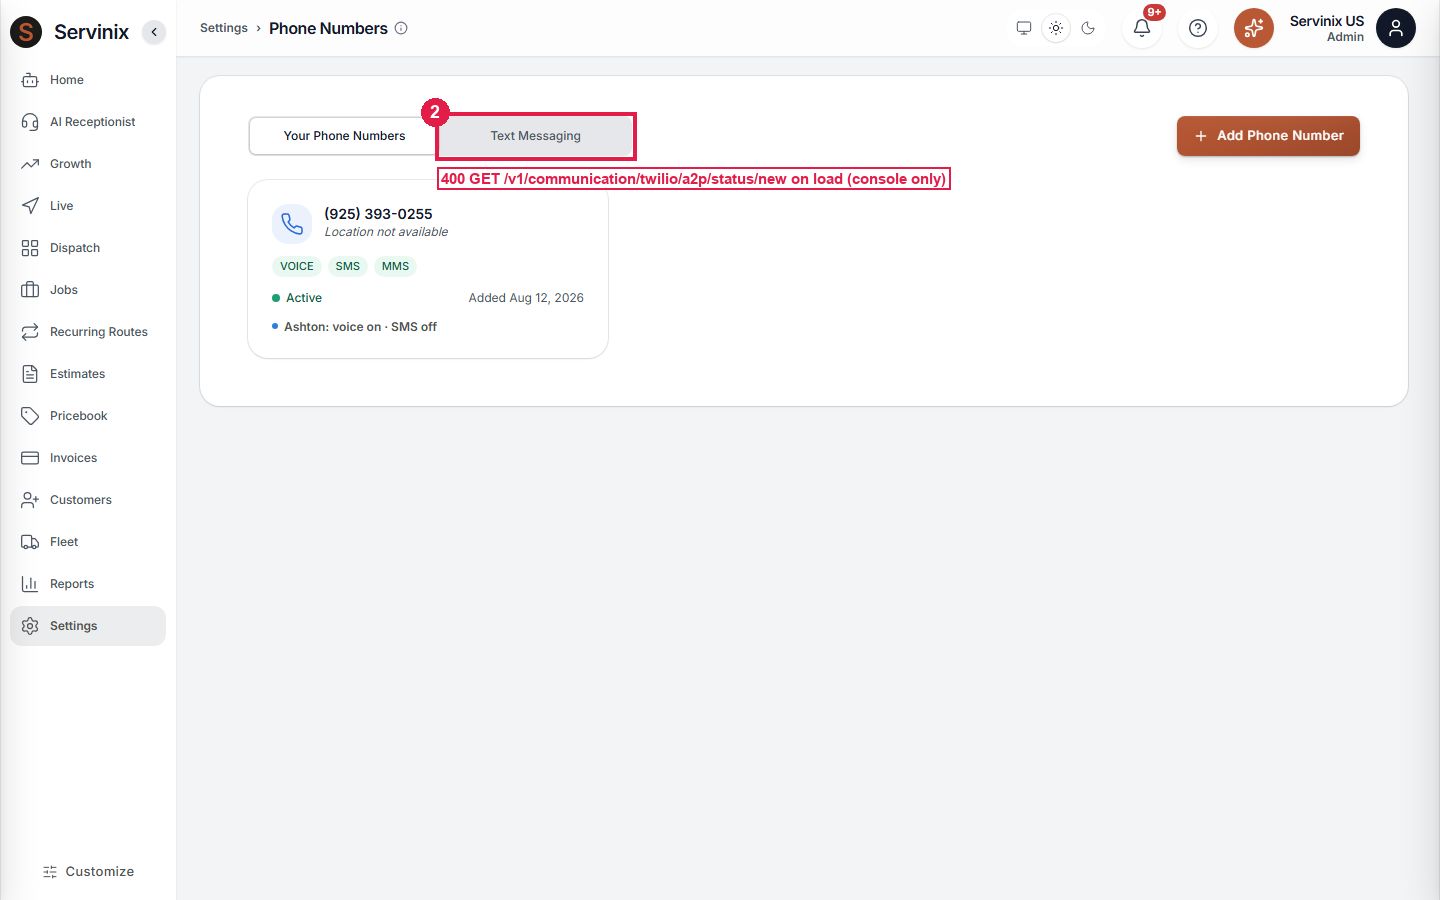 Servinix
Settings > Phone Numbers
9+
Servinix US
Admin
Home
AI Receptionist
Growth
Live
Dispatch
Jobs
Recurring Routes
Estimates
Pricebook
Invoices
Customers
Fleet
Reports
Settings
Customize
2
Your Phone Numbers
Text Messaging
+ Add Phone Number
400 GET /v1/communication/twilio/a2p/status/new on load (console only)
(925) 393-0255
Location not available
VOICE SMS MMS
Active Added Aug 12, 2026
Ashton: voice on · SMS off